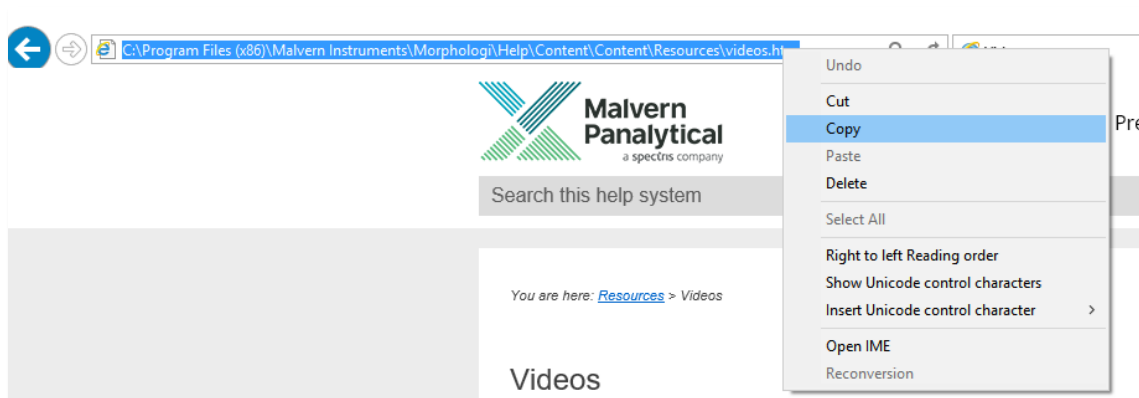 C:\Program Files (x86)\Malvern Instruments\Morphologi\Help\Content\Content\Resources\videos.ht
Undo
Cut
Copy
Paste
Delete
Select All
Right to left Reading order
Show Unicode control characters
Insert Unicode control character
Open IME
Reconversion
Malvern
Panalytical
a spectris company
Pre
Search this help system
You are here: Resources > Videos
Videos